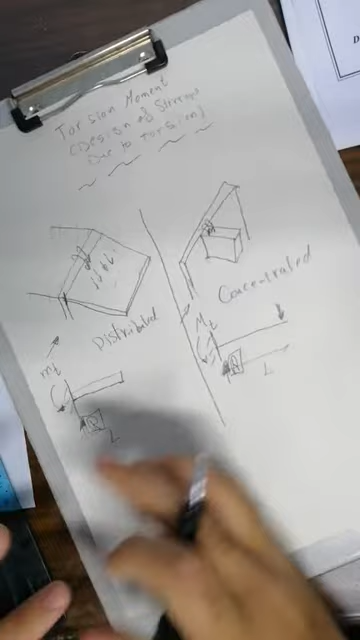 Torsion Moment
(Design of Stirrups
Due to torsion)
Distributed
Concentrated
mt
Mt
R
L
R
L